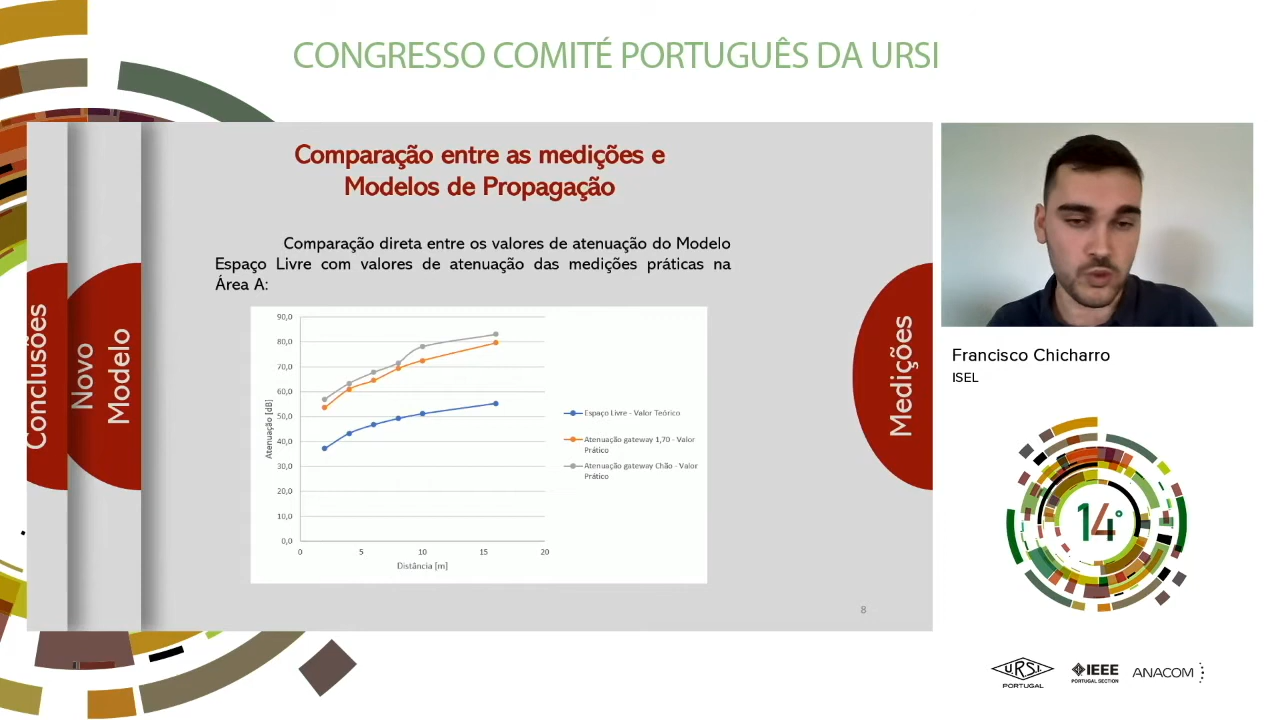 CONGRESSO COMITÉ PORTUGUÊS DA URSI
Comparação entre as medições e
Modelos de Propagação
Comparação direta entre os valores de atenuação do Modelo
Espaço Livre com valores de atenuação das medições práticas na
Área A:
Conclusões
Novo
Modelo
Medições
90,0
80,0
70,0
60,0
50,0
40,0
30,0
20,0
10,0
0,0
Atenuação [dB]
0 5 10 15 20
Distância [m]
Espaço Livre - Valor Teórico
Atenuação gateway 1,70 - Valor
Prático
Atenuação gateway Chão - Valor
Prático
8
Francisco Chicharro
ISEL
14°
URSI
PORTUGAL
IEEE
PORTUGAL SECTION
ANACOM